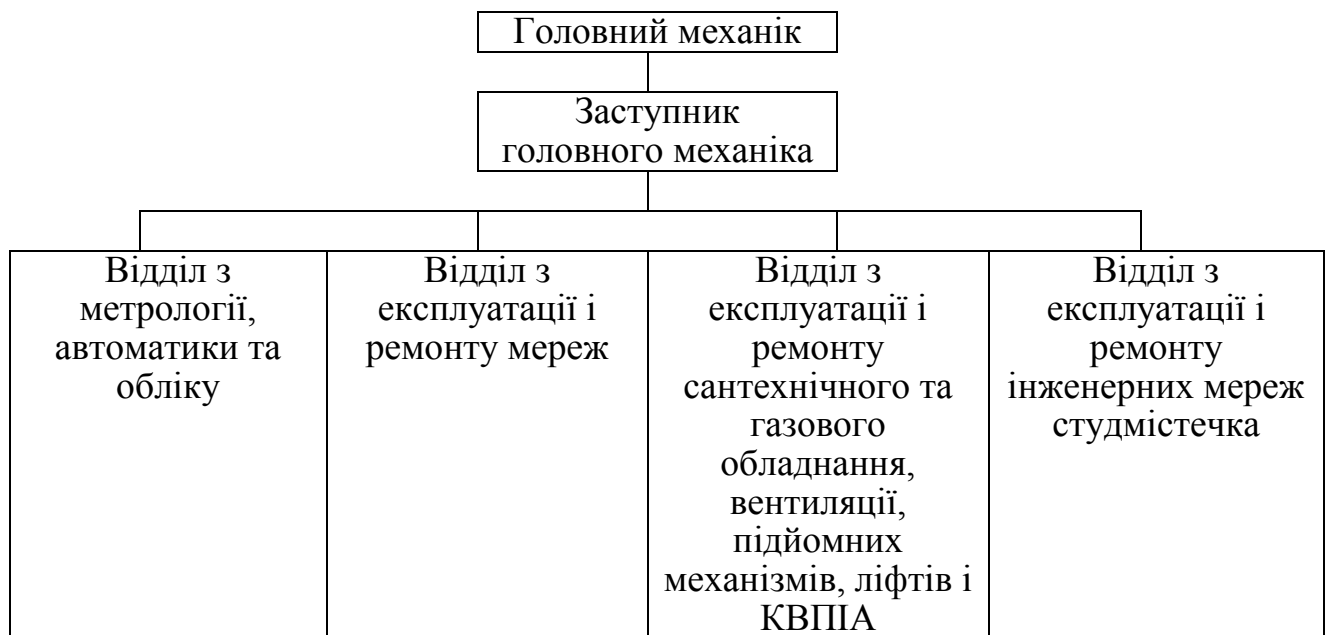 Головний механік
Заступник
головного механіка
Відділ з
метрології,
автоматики та
обліку
Відділ з
експлуатації і
ремонту мереж
Відділ з
експлуатації і
ремонту
сантехнічного та
газового
обладнання,
вентиляції,
підйомних
механізмів, ліфтів і
КВПІА
Відділ з
експлуатації і
ремонту
інженерних мереж
студмістечка